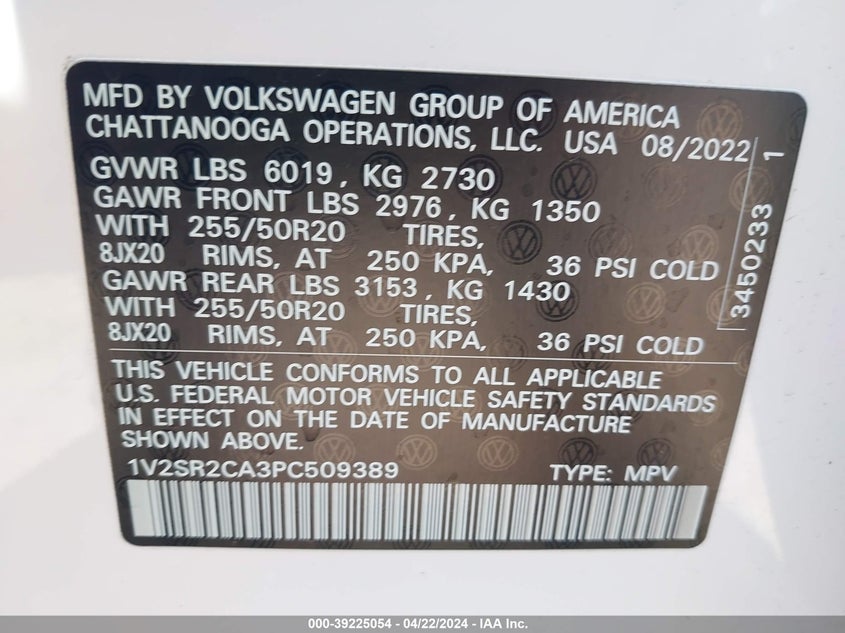 MFD BY VOLKSWAGEN GROUP OF AMERICA
CHATTANOOGA OPERATIONS, LLC. USA 08/2022
GVWR LBS 6019, KG 2730
GAWR FRONT LBS 2976, KG 1350
WITH 255/50R20 TIRES,
8JX20 RIMS, AT 250 KPA, 36 PSI COLD
GAWR REAR LBS 3153, KG 1430
WITH 255/50R20 TIRES,
8JX20 RIMS, AT 250 KPA, 36 PSI COLD
3450233 1
THIS VEHICLE CONFORMS TO ALL APPLICABLE
U.S. FEDERAL MOTOR VEHICLE SAFETY STANDARDS
IN EFFECT ON THE DATE OF MANUFACTURE
SHOWN ABOVE.
1V2SR2CA3PC509389 TYPE: MPV
000-39225054 - 04/22/2024 - IAA Inc.